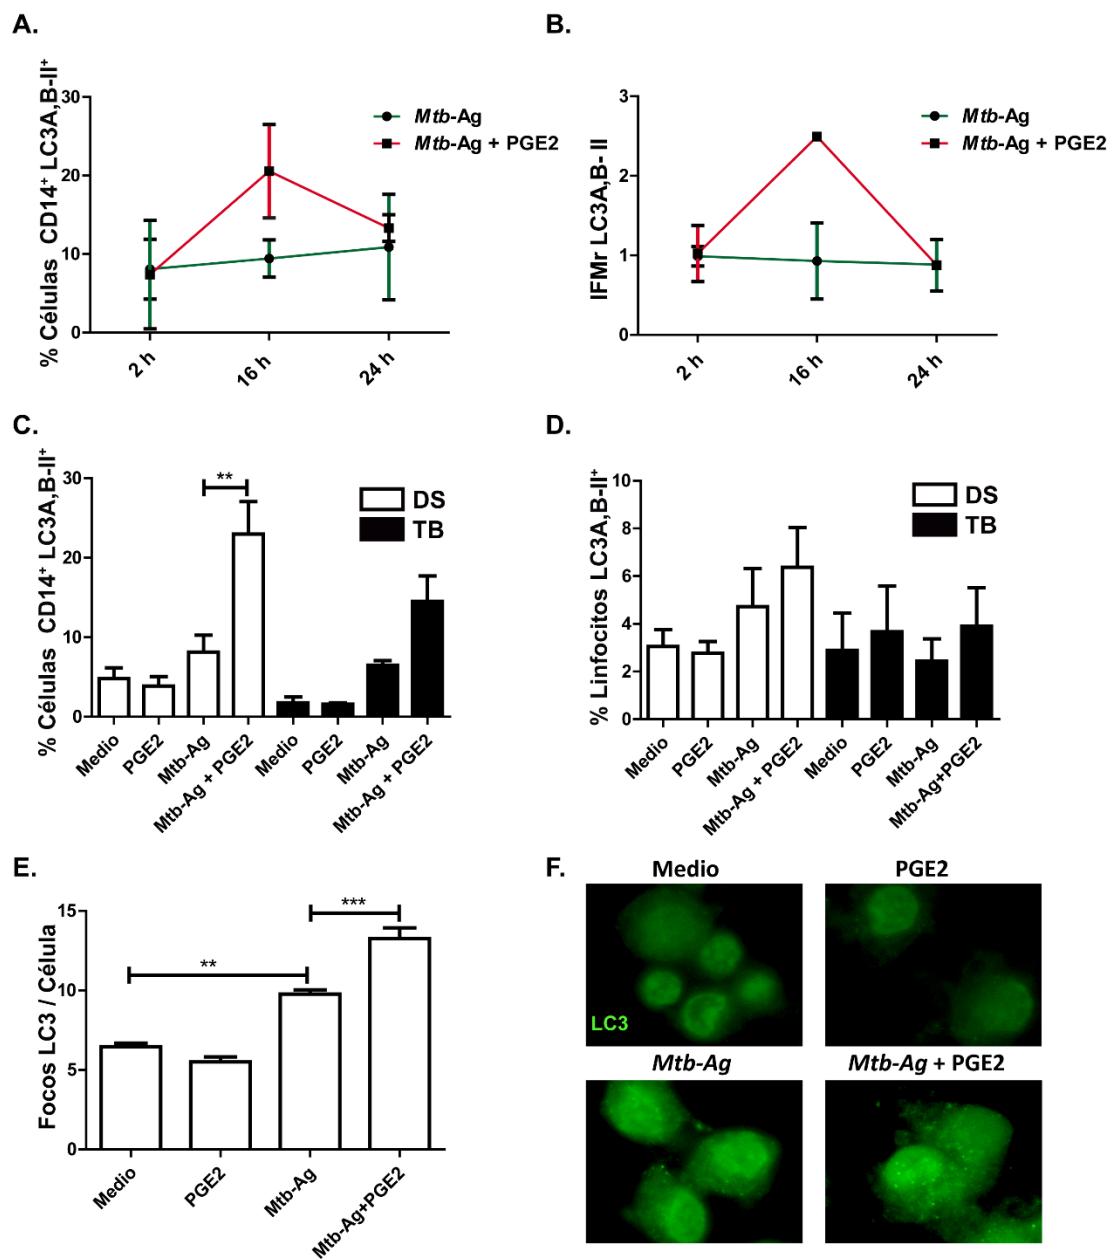 A.
% Células CD14⁺ LC3A,B-II⁺
30
20
10
0
2 h
16 h
24 h
Mtb-Ag
Mtb-Ag + PGE2
B.
IFMr LC3A,B- II
3
2
1
0
2 h
16 h
24 h
Mtb-Ag
Mtb-Ag + PGE2
C.
% Células CD14⁺ LC3A,B-II⁺
30
20
10
0
**
DS
TB
Medio
PGE2
Mtb-Ag
Mtb-Ag + PGE2
Medio
PGE2
Mtb-Ag
Mtb-Ag + PGE2
D.
% Linfocitos LC3A,B-II⁺
10
8
6
4
2
0
DS
TB
Medio
PGE2
Mtb-Ag
Mtb-Ag + PGE2
Medio
PGE2
Mtb-Ag
Mtb-Ag+PGE2
E.
Focos LC3 / Célula
15
10
5
0
**
***
Medio
PGE2
Mtb-Ag
Mtb-Ag+PGE2
F.
Medio
PGE2
LC3
Mtb-Ag
Mtb-Ag + PGE2